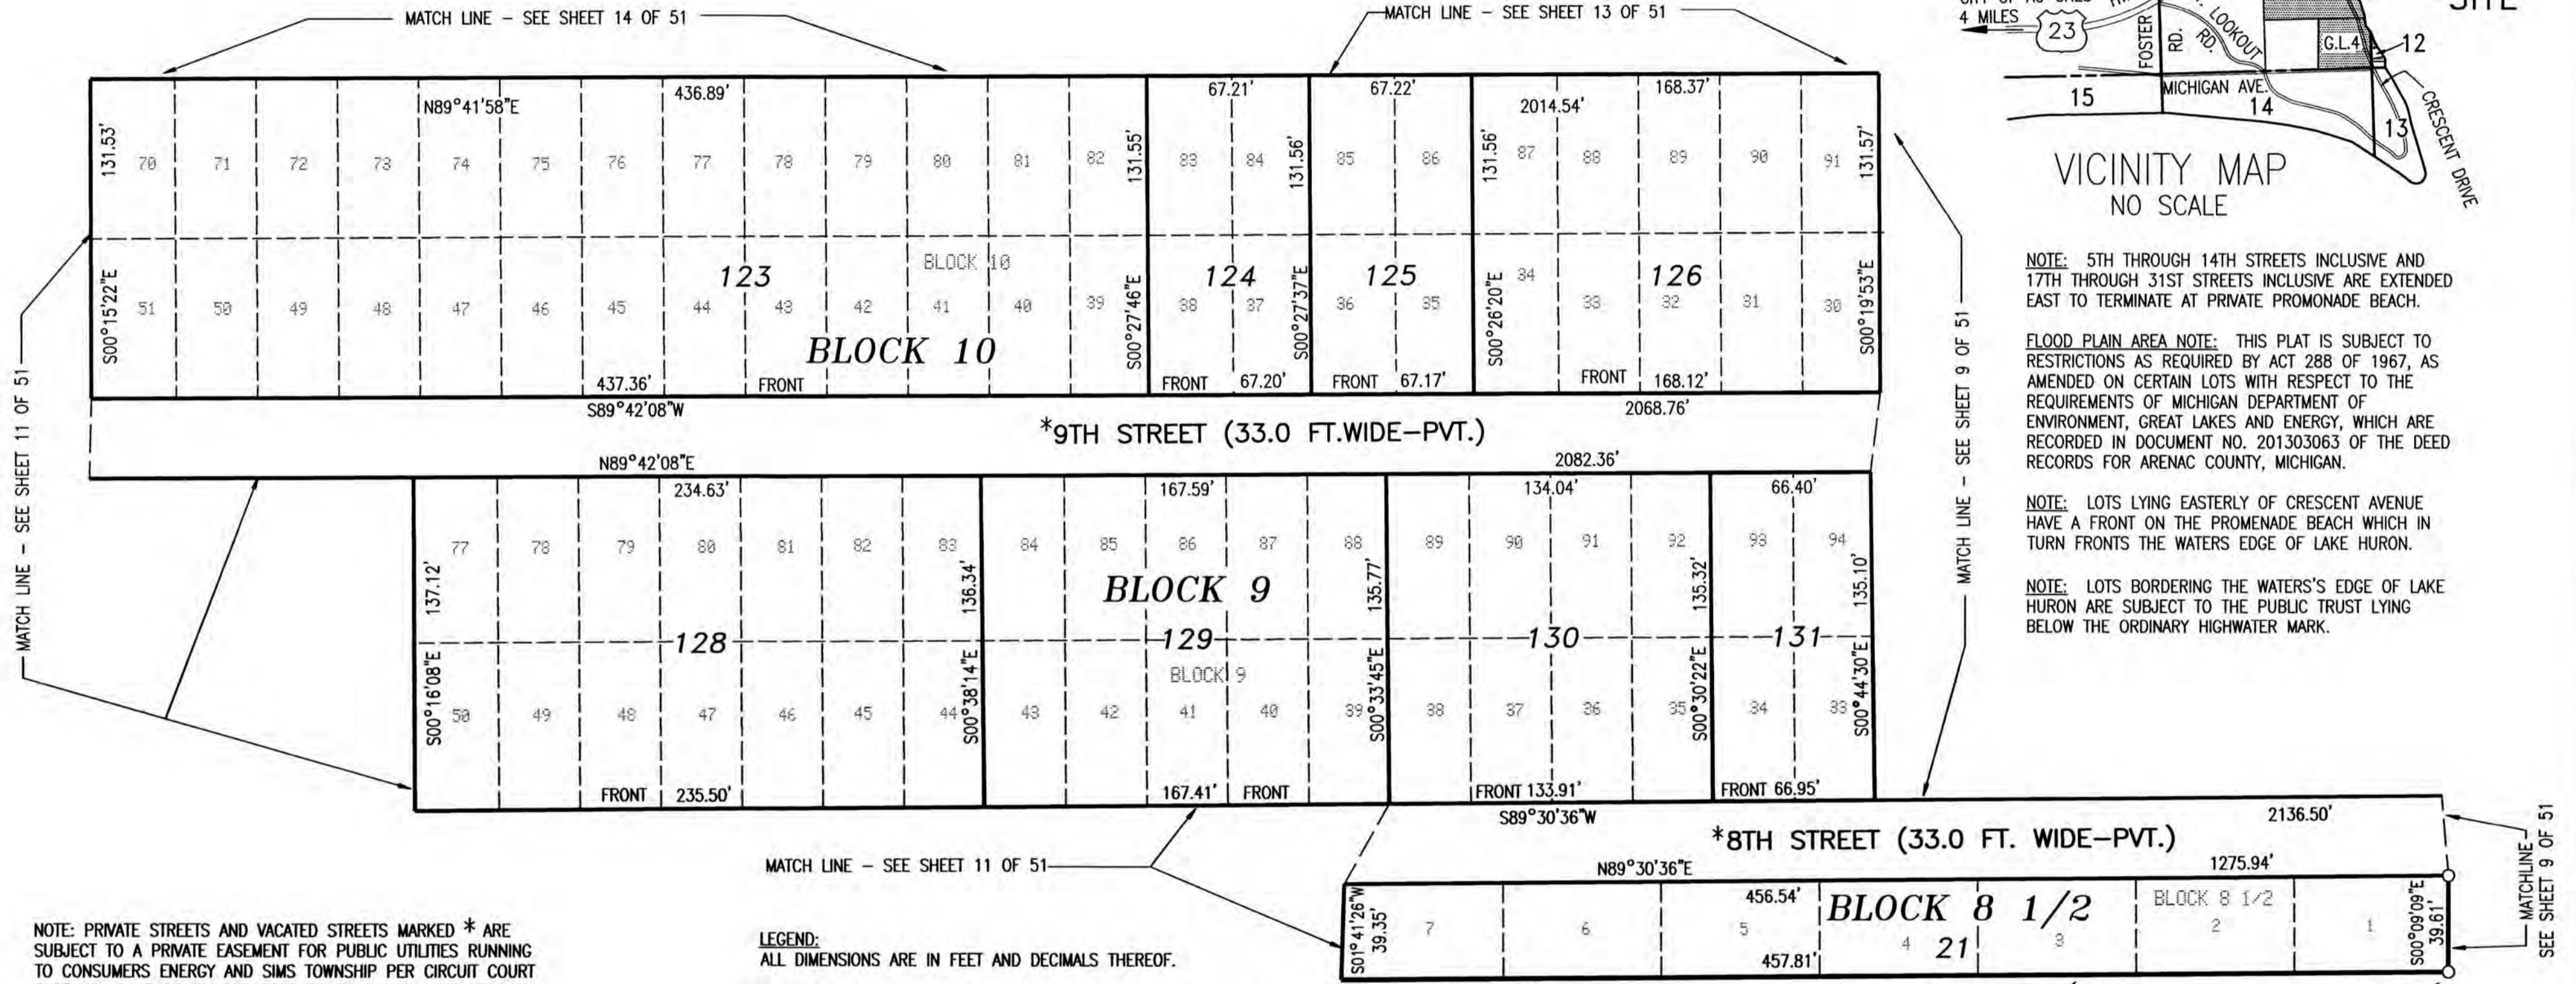 MATCH LINE - SEE SHEET 14 OF 51
MATCH LINE - SEE SHEET 13 OF 51
4 MILES
23
FOSTER RD.
LOOKOUT RD.
G.L.4
12
MICHIGAN AVE.
15
14
13
CRESCENT DRIVE
SITE
VICINITY MAP
NO SCALE
N89°41'58"E
436.89'
67.21'
67.22'
2014.54'
168.37'
131.53'
70 71 72 73 74 75 76 77 78 79 80 81 82
131.55'
83 84
131.56'
85 86
131.56'
87 88 89 90 91
131.57'
S00°15'22"E
123
BLOCK 10
S00°27'46"E
124
S00°27'37"E
125
S00°26'20"E
126
S00°19'53"E
51 50 49 48 47 46 45 44 43 42 41 40 39
38 37
36 35
34 33 32 31 30
BLOCK 10
437.36' FRONT
FRONT 67.20'
FRONT 67.17'
FRONT 168.12'
S89°42'08"W
2068.76'
*9TH STREET (33.0 FT.WIDE-PVT.)
N89°42'08"E
2082.36'
MATCH LINE - SEE SHEET 11 OF 51
MATCH LINE - SEE SHEET 9 OF 51
234.63'
167.59'
134.04'
66.40'
137.12'
77 78 79 80 81 82 83
136.34'
84 85 86 87 88
135.77'
89 90 91 92
135.32'
93 94
135.10'
BLOCK 9
128
129
130
131
S00°16'08"E
S00°38'14"E
BLOCK 9
S00°33'45"E
S00°30'22"E
S00°44'30"E
50 49 48 47 46 45 44
43 42 41 40 39
38 37 36 35
34 33
FRONT 235.50'
167.41' FRONT
FRONT 133.91'
FRONT 66.95'
S89°30'36"W
2136.50'
*8TH STREET (33.0 FT. WIDE-PVT.)
N89°30'36"E
1275.94'
MATCH LINE - SEE SHEET 11 OF 51
MATCHLINE
SEE SHEET 9 OF 51
S01°41'26"W
39.35'
456.54'
BLOCK 8 1/2
BLOCK 8 1/2
7 6 5 4 3 2 1
21
457.81'
S00°09'09"E
39.61'
NOTE: 5TH THROUGH 14TH STREETS INCLUSIVE AND
17TH THROUGH 31ST STREETS INCLUSIVE ARE EXTENDED
EAST TO TERMINATE AT PRIVATE PROMONADE BEACH.
FLOOD PLAIN AREA NOTE: THIS PLAT IS SUBJECT TO
RESTRICTIONS AS REQUIRED BY ACT 288 OF 1967, AS
AMENDED ON CERTAIN LOTS WITH RESPECT TO THE
REQUIREMENTS OF MICHIGAN DEPARTMENT OF
ENVIRONMENT, GREAT LAKES AND ENERGY, WHICH ARE
RECORDED IN DOCUMENT NO. 201303063 OF THE DEED
RECORDS FOR ARENAC COUNTY, MICHIGAN.
NOTE: LOTS LYING EASTERLY OF CRESCENT AVENUE
HAVE A FRONT ON THE PROMENADE BEACH WHICH IN
TURN FRONTS THE WATERS EDGE OF LAKE HURON.
NOTE: LOTS BORDERING THE WATERS'S EDGE OF LAKE
HURON ARE SUBJECT TO THE PUBLIC TRUST LYING
BELOW THE ORDINARY HIGHWATER MARK.
NOTE: PRIVATE STREETS AND VACATED STREETS MARKED * ARE
SUBJECT TO A PRIVATE EASEMENT FOR PUBLIC UTILITIES RUNNING
TO CONSUMERS ENERGY AND SIMS TOWNSHIP PER CIRCUIT COURT
LEGEND:
ALL DIMENSIONS ARE IN FEET AND DECIMALS THEREOF.